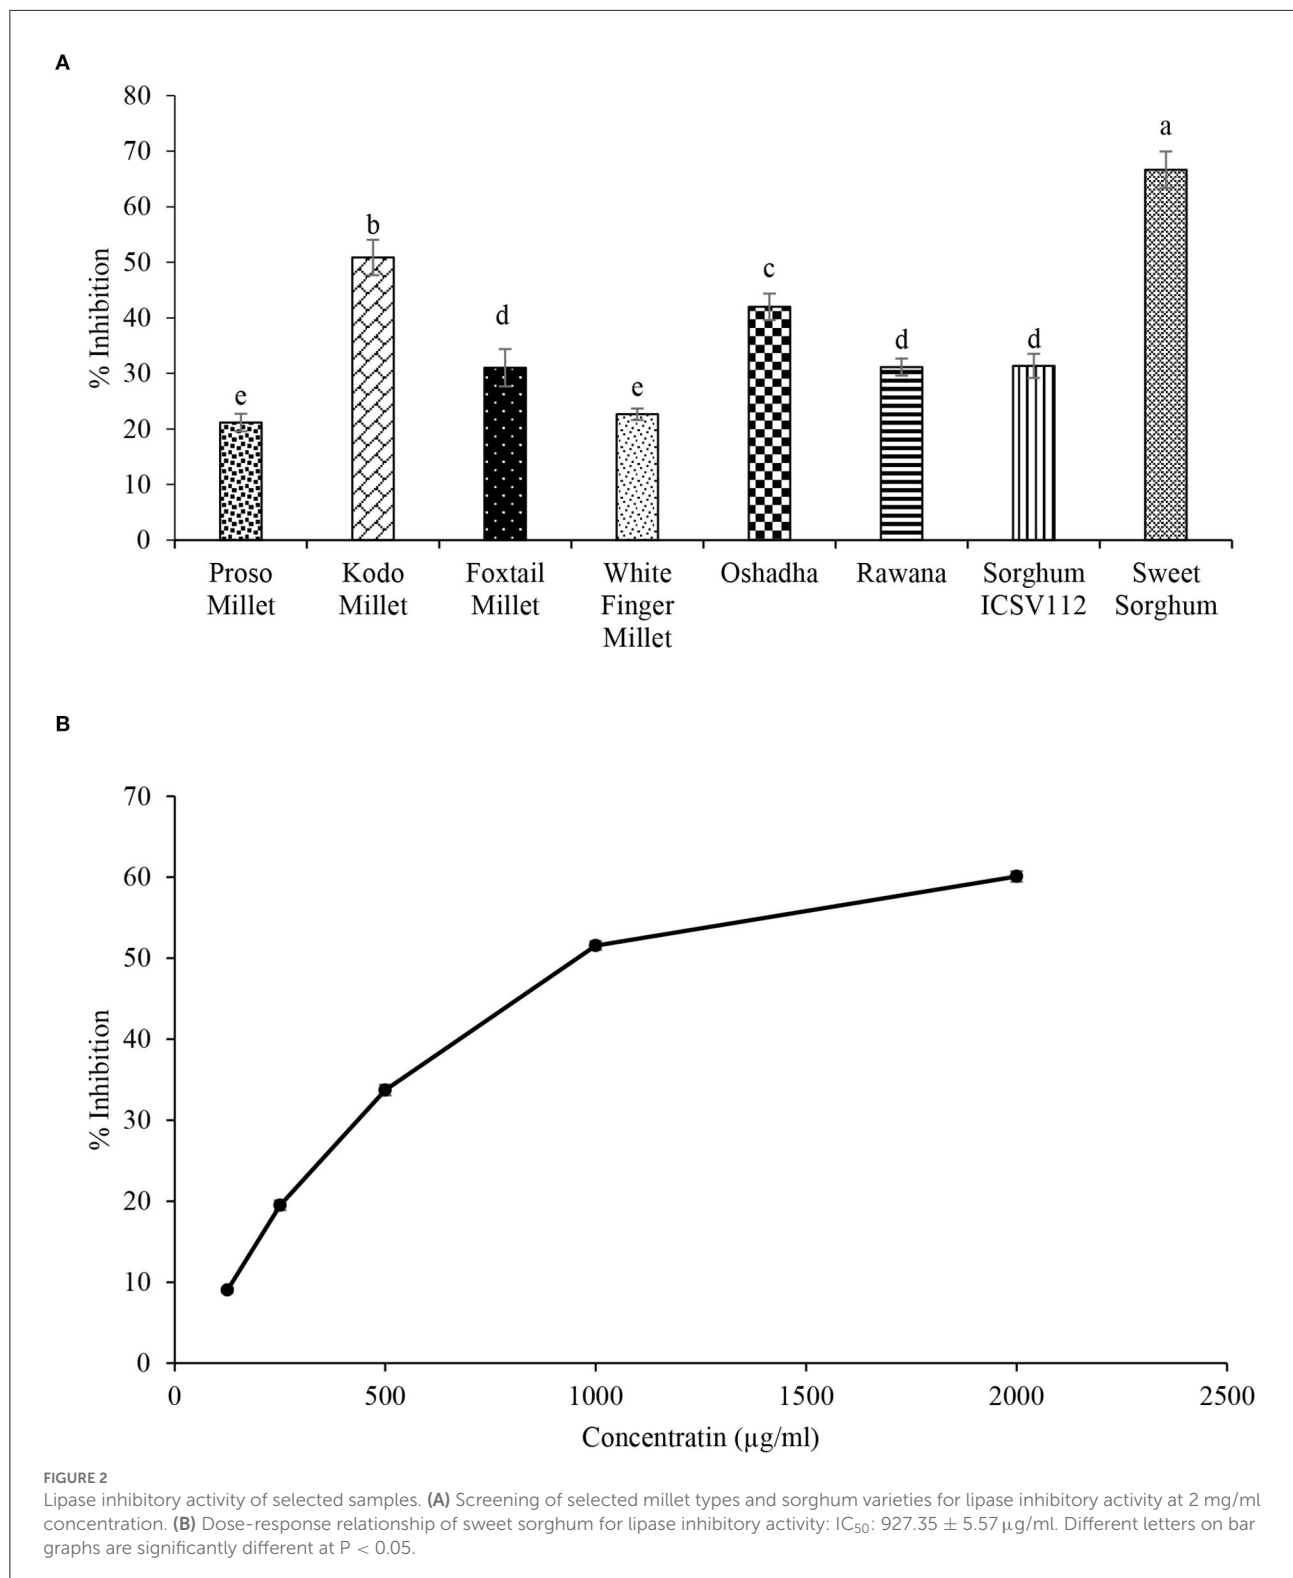 A
80
70
60
50
40
30
20
10
0
% Inhibition
e
b
d
e
c
d
d
a
Proso Millet
Kodo Millet
Foxtail Millet
White Finger Millet
Oshadha
Rawana
Sorghum ICSV112
Sweet Sorghum
B
70
60
50
40
30
20
10
0
% Inhibition
0 500 1000 1500 2000 2500
Concentratin (µg/ml)
FIGURE 2
Lipase inhibitory activity of selected samples. (A) Screening of selected millet types and sorghum varieties for lipase inhibitory activity at 2 mg/ml
concentration. (B) Dose-response relationship of sweet sorghum for lipase inhibitory activity: IC₅₀: 927.35 ± 5.57 µg/ml. Different letters on bar
graphs are significantly different at P < 0.05.